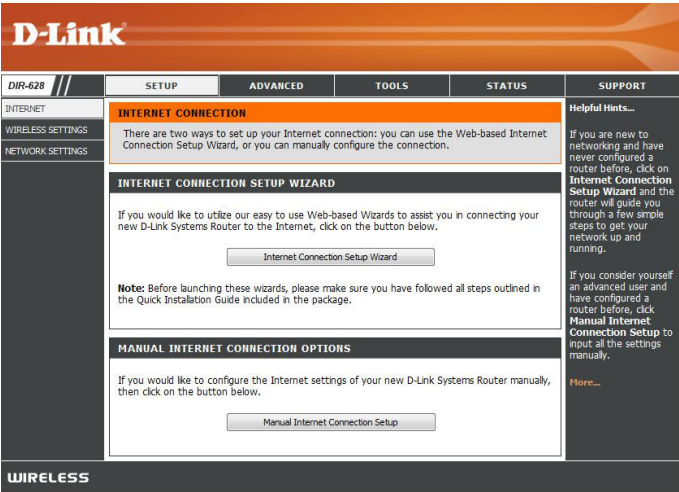 D-Link
DIR-628
SETUP
ADVANCED
TOOLS
STATUS
SUPPORT
INTERNET
WIRELESS SETTINGS
NETWORK SETTINGS
INTERNET CONNECTION
There are two ways to set up your Internet connection: you can use the Web-based Internet
Connection Setup Wizard, or you can manually configure the connection.
INTERNET CONNECTION SETUP WIZARD
If you would like to utilize our easy to use Web-based Wizards to assist you in connecting your
new D-Link Systems Router to the Internet, click on the button below.
Internet Connection Setup Wizard
Note: Before launching these wizards, please make sure you have followed all steps outlined in
the Quick Installation Guide included in the package.
MANUAL INTERNET CONNECTION OPTIONS
If you would like to configure the Internet settings of your new D-Link Systems Router manually,
then click on the button below.
Manual Internet Connection Setup
Helpful Hints...
If you are new to
networking and have
never configured a
router before, click on
Internet Connection
Setup Wizard and the
router will guide you
through a few simple
steps to get your
network up and
running.
If you consider yourself
an advanced user and
have configured a
router before, click
Manual Internet
Connection Setup to
input all the settings
manually.
More...
WIRELESS